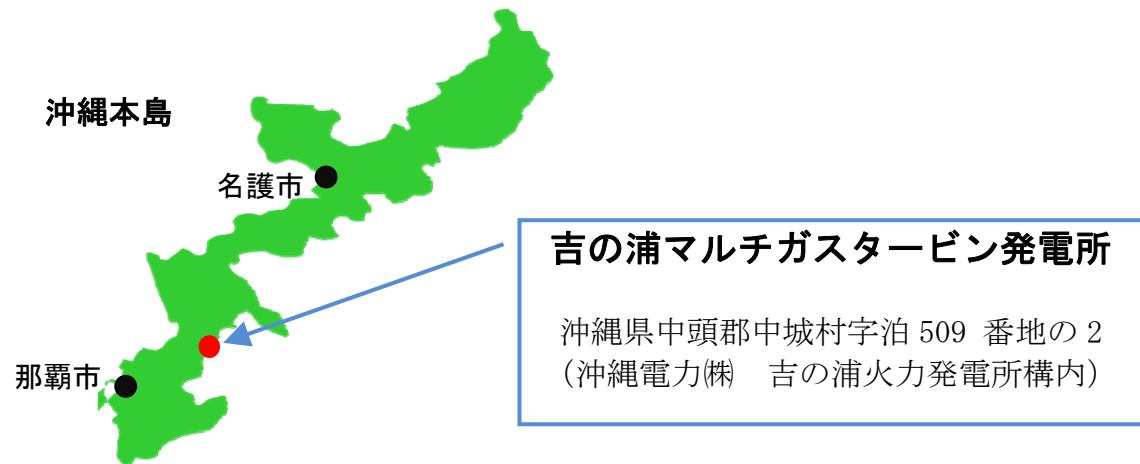 沖縄本島
名護市
吉の浦マルチガスタービン発電所
沖縄県中頭郡中城村字泊 509 番地の 2
（沖縄電力㈱　吉の浦火力発電所構内）
那覇市